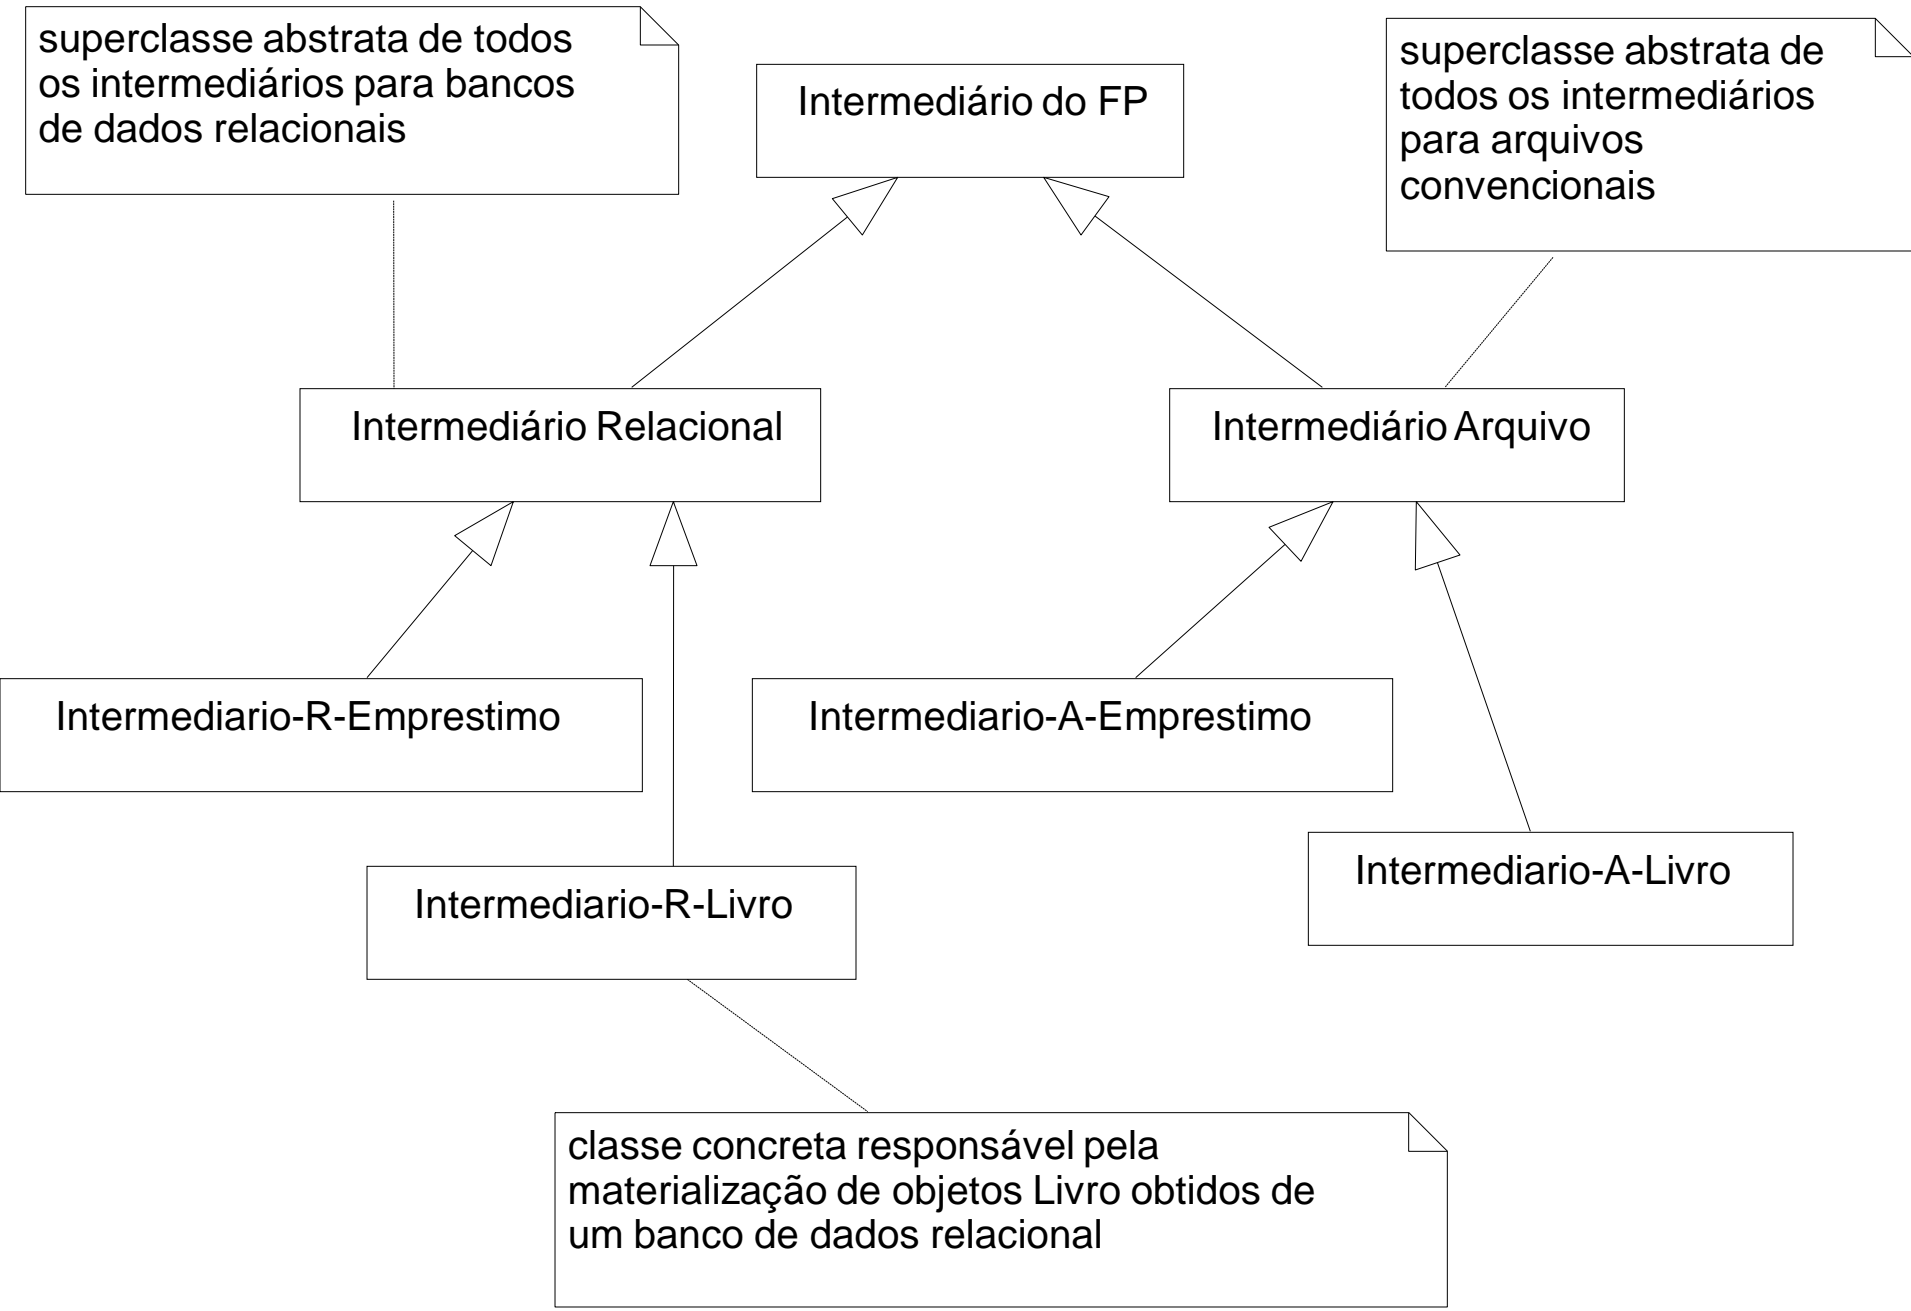 superclasse abstrata de todos
os intermediários para bancos
de dados relacionais
Intermediário do FP
superclasse abstrata de
todos os intermediários
para arquivos
convencionais
Intermediário Relacional
Intermediário Arquivo
Intermediario-R-Emprestimo
Intermediario-A-Emprestimo
Intermediario-R-Livro
Intermediario-A-Livro
classe concreta responsável pela
materialização de objetos Livro obtidos de
um banco de dados relacional